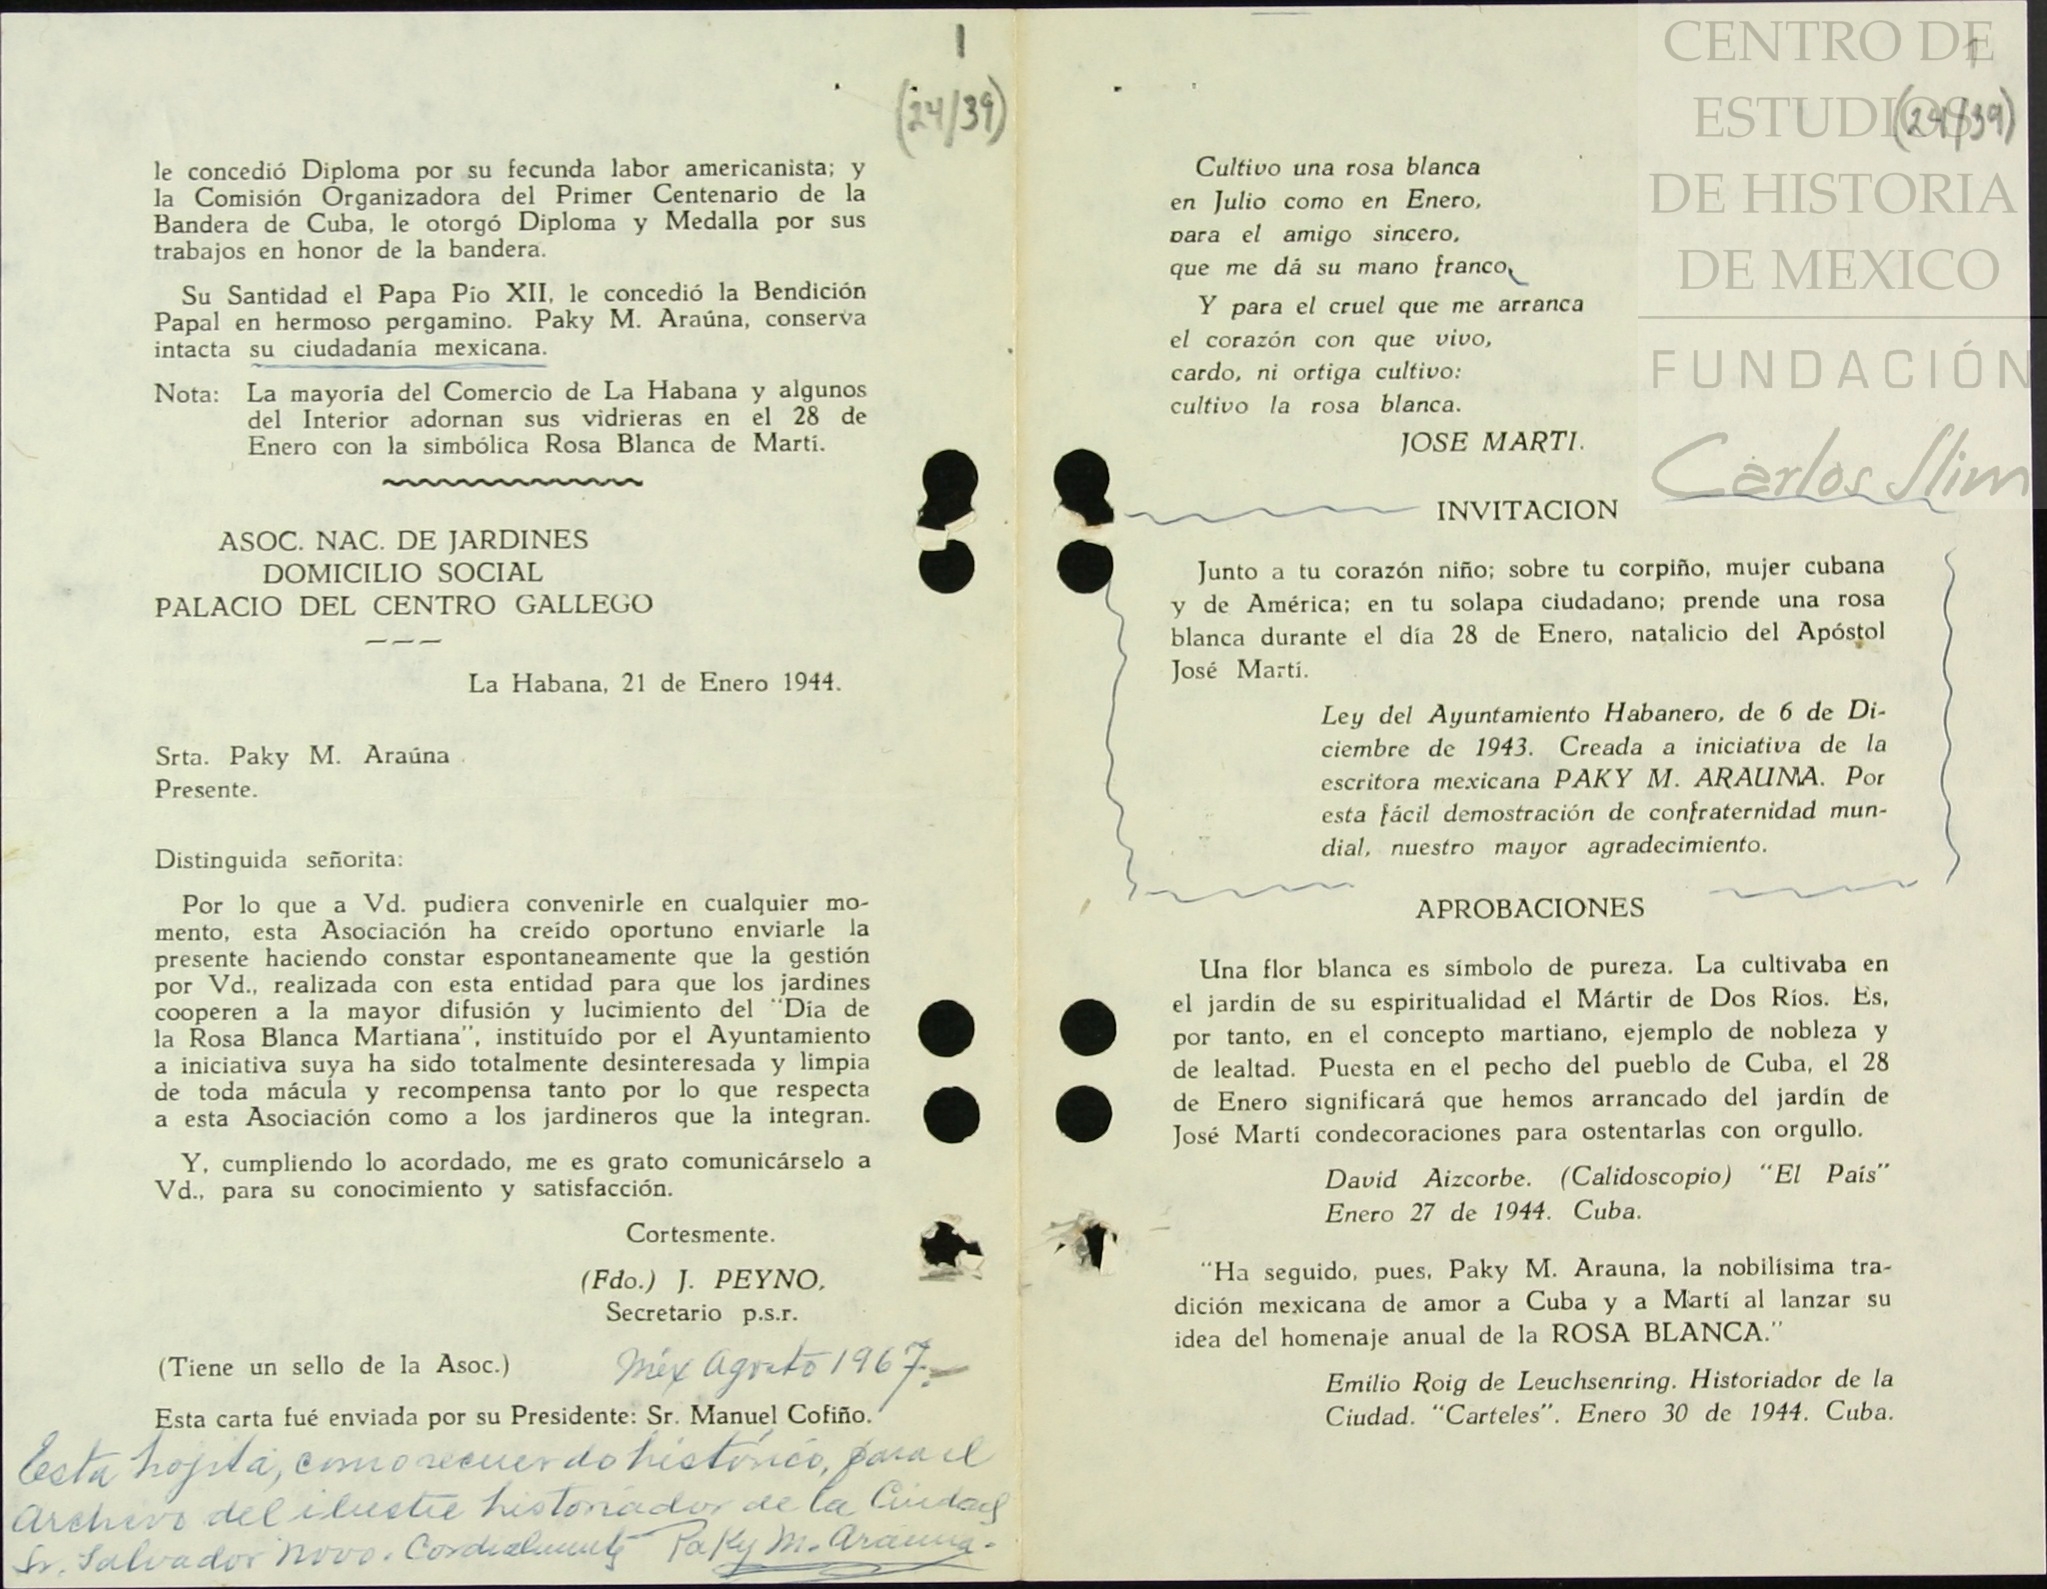 I
(24/39)
le concedió Diploma por su fecunda labor americanista; y
la Comisión Organizadora del Primer Centenario de la
Bandera de Cuba, le otorgó Diploma y Medalla por sus
trabajos en honor de la bandera.
Su Santidad el Papa Pío XII, le concedió la Bendición
Papal en hermoso pergamino. Paky M. Araúna, conserva
intacta su ciudadanía mexicana.
Nota: La mayoría del Comercio de La Habana y algunos
del Interior adornan sus vidrieras en el 28 de
Enero con la simbólica Rosa Blanca de Martí.
ASOC. NAC. DE JARDINES
DOMICILIO SOCIAL
PALACIO DEL CENTRO GALLEGO
La Habana, 21 de Enero 1944.
Srta. Paky M. Araúna
Presente.
Distinguida señorita:
Por lo que a Vd. pudiera convenirle en cualquier mo-
mento, esta Asociación ha creído oportuno enviarle la
presente haciendo constar espontaneamente que la gestión
por Vd., realizada con esta entidad para que los jardines
cooperen a la mayor difusión y lucimiento del "Día de
la Rosa Blanca Martiana", instituído por el Ayuntamiento
a iniciativa suya ha sido totalmente desinteresada y limpia
de toda mácula y recompensa tanto por lo que respecta
a esta Asociación como a los jardineros que la integran.
Y, cumpliendo lo acordado, me es grato comunicárselo a
Vd., para su conocimiento y satisfacción.
Cortesmente.
(Fdo.) J. PEYNO,
Secretario p.s.r.
(Tiene un sello de la Asoc.)
Méx Agosto 1967.-
Esta carta fué enviada por su Presidente: Sr. Manuel Cofiño.
Esta hojita, como recuerdo histórico, para el
Archivo del ilustre historiador de la Ciudad
Sr. Salvador Novo. Cordialmente Paky M. Araúna.
1
(24/39)
Cultivo una rosa blanca
en Julio como en Enero,
para el amigo sincero,
que me dá su mano franca
Y para el cruel que me arranca
el corazón con que vivo,
cardo, ni ortiga cultivo:
cultivo la rosa blanca.
JOSE MARTI.
INVITACION
Junto a tu corazón niño; sobre tu corpiño, mujer cubana
y de América; en tu solapa ciudadano; prende una rosa
blanca durante el día 28 de Enero, natalicio del Apóstol
José Martí.
Ley del Ayuntamiento Habanero, de 6 de Di-
ciembre de 1943. Creada a iniciativa de la
escritora mexicana PAKY M. ARAUNA. Por
esta fácil demostración de confraternidad mun-
dial, nuestro mayor agradecimiento.
APROBACIONES
Una flor blanca es símbolo de pureza. La cultivaba en
el jardín de su espiritualidad el Mártir de Dos Ríos. Es,
por tanto, en el concepto martiano, ejemplo de nobleza y
de lealtad. Puesta en el pecho del pueblo de Cuba, el 28
de Enero significará que hemos arrancado del jardín de
José Martí condecoraciones para ostentarlas con orgullo.
David Aizcorbe. (Calidoscopio) "El País"
Enero 27 de 1944. Cuba.
"Ha seguido, pues, Paky M. Arauna, la nobilísima tra-
dición mexicana de amor a Cuba y a Martí al lanzar su
idea del homenaje anual de la ROSA BLANCA."
Emilio Roig de Leuchsenring. Historiador de la
Ciudad. "Carteles". Enero 30 de 1944. Cuba.
CENTRO DE
ESTUDIOS
DE HISTORIA
DE MEXICO
FUNDACIÓN
Carlos Slim